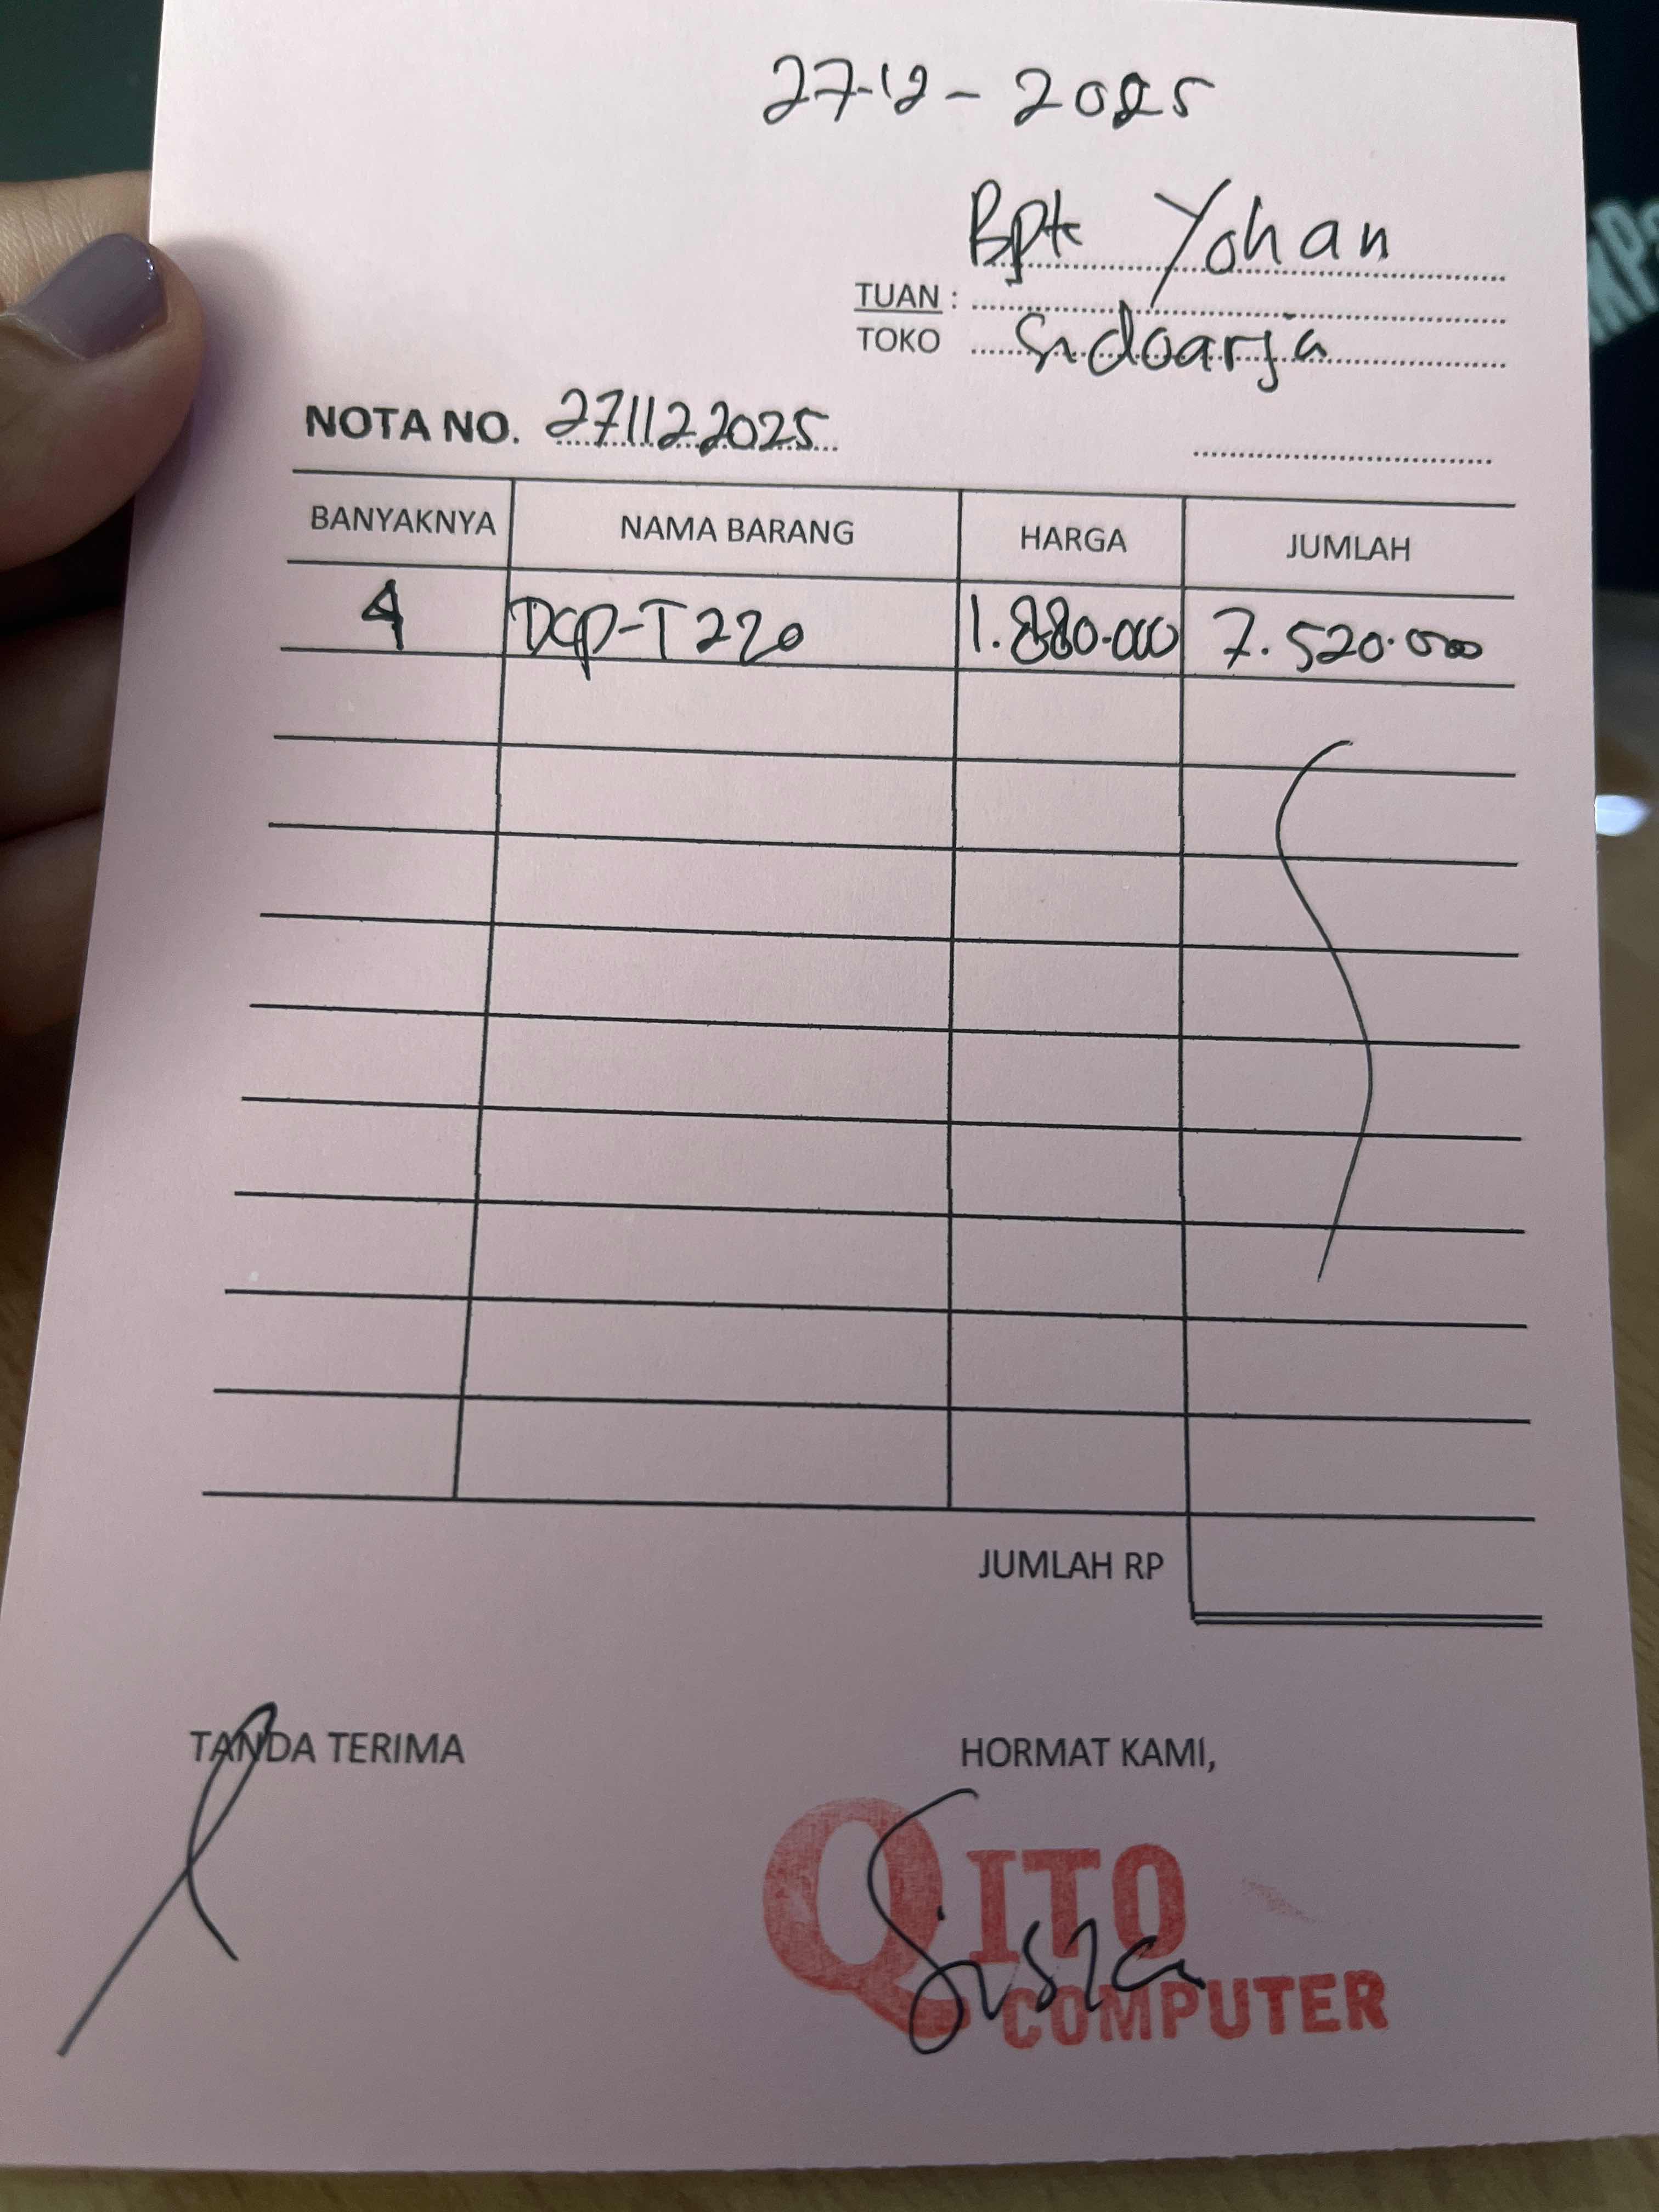 27-12-2025
Bpk Yohan
TUAN :
TOKO Sidoarjo
NOTA NO. 27122025
BANYAKNYA NAMA BARANG HARGA JUMLAH
4 DCP-T220 1.880.000 7.520.000
JUMLAH RP
TANDA TERIMA HORMAT KAMI,
QITO
Siska
COMPUTER